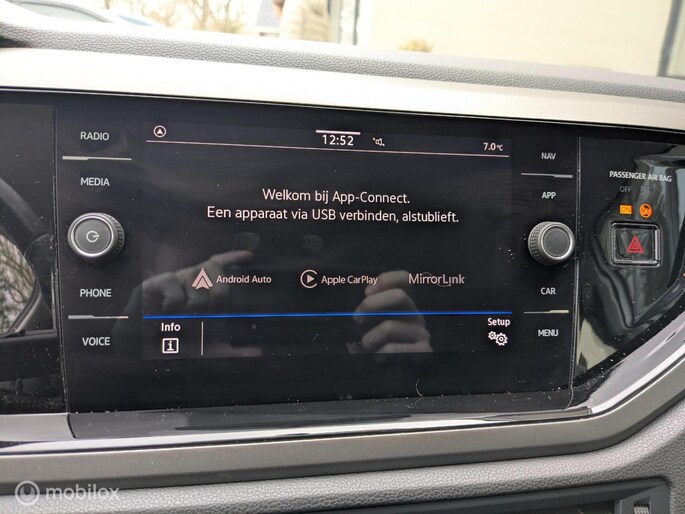 RADIO
MEDIA
PHONE
VOICE
12:52
7.0°C
Welkom bij App-Connect.
Een apparaat via USB verbinden, alstublieft.
Android Auto
Apple CarPlay
MirrorLink
Info
Setup
NAV
APP
CAR
MENU
PASSENGER AIR BAG
OFF
ON
© mobilox